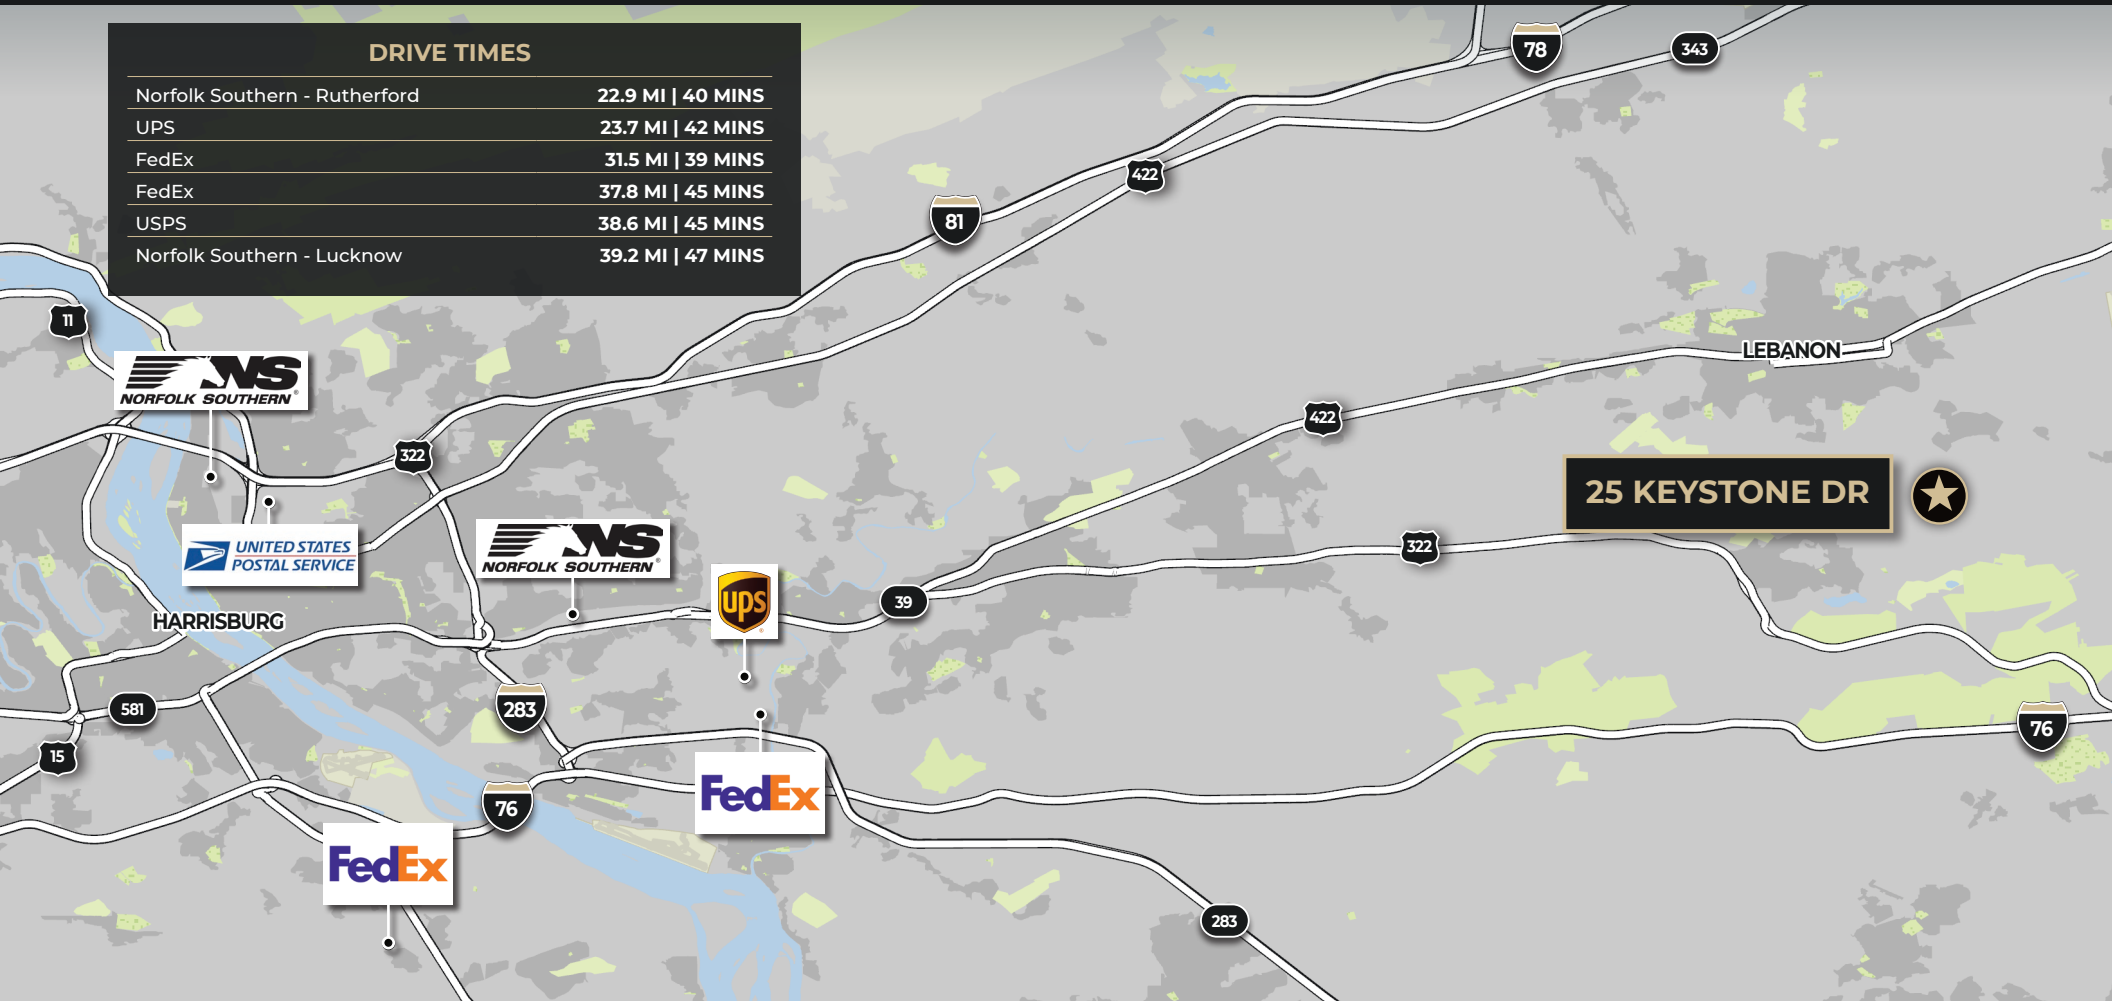 DRIVE TIMES
Norfolk Southern - Rutherford 22.9 MI | 40 MINS
UPS 23.7 MI | 42 MINS
FedEx 31.5 MI | 39 MINS
FedEx 37.8 MI | 45 MINS
USPS 38.6 MI | 45 MINS
Norfolk Southern - Lucknow 39.2 MI | 47 MINS
78
343
422
81
11
LEBANON
NS
NORFOLK SOUTHERN
422
322
25 KEYSTONE DR
UNITED STATES
POSTAL SERVICE
NS
NORFOLK SOUTHERN
322
ups
39
HARRISBURG
581
283
76
15
FedEx
76
FedEx
283